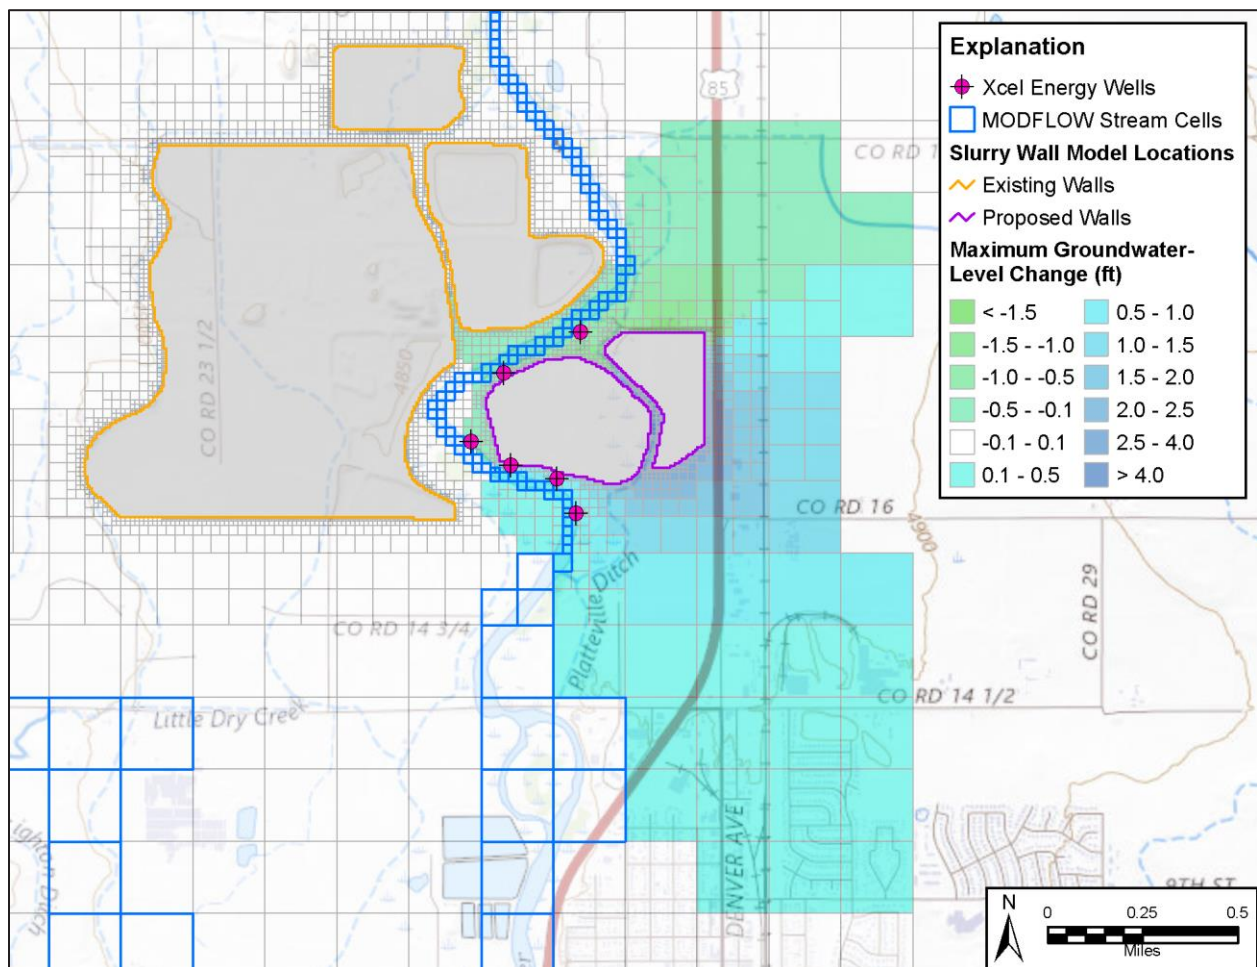 Explanation
Xcel Energy Wells
MODFLOW Stream Cells
Slurry Wall Model Locations
Existing Walls
Proposed Walls
Maximum Groundwater-
Level Change (ft)
< -1.5
-1.5 - -1.0
-1.0 - -0.5
-0.5 - -0.1
-0.1 - 0.1
0.1 - 0.5
0.5 - 1.0
1.0 - 1.5
1.5 - 2.0
2.0 - 2.5
2.5 - 4.0
> 4.0
85
CO RD 1
CO RD 23 1/2
4850
CO RD 16
4900
CO RD 29
Platteville Ditch
CO RD 14 3/4
CO RD 14 1/2
Little Dry Creek
DENVER AVE
ighton Ditch
9TH ST
N
0 0.25 0.5
Miles